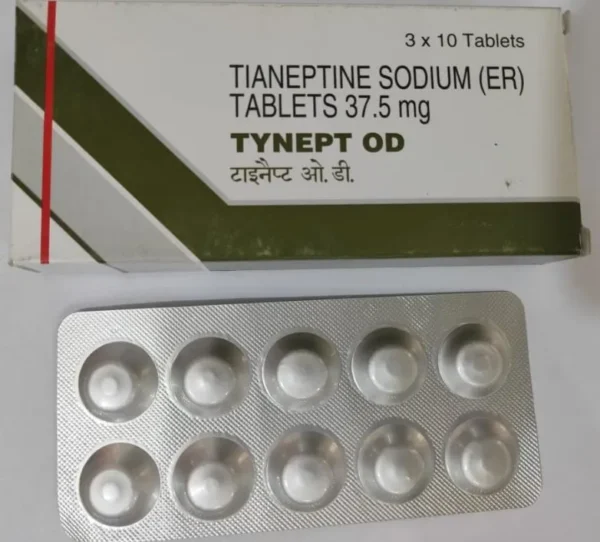 3 x 10 Tablets
TIANEPTINE SODIUM (ER)
TABLETS 37.5 mg
TYNEPT OD
टाइनैप्ट ओ.डी.